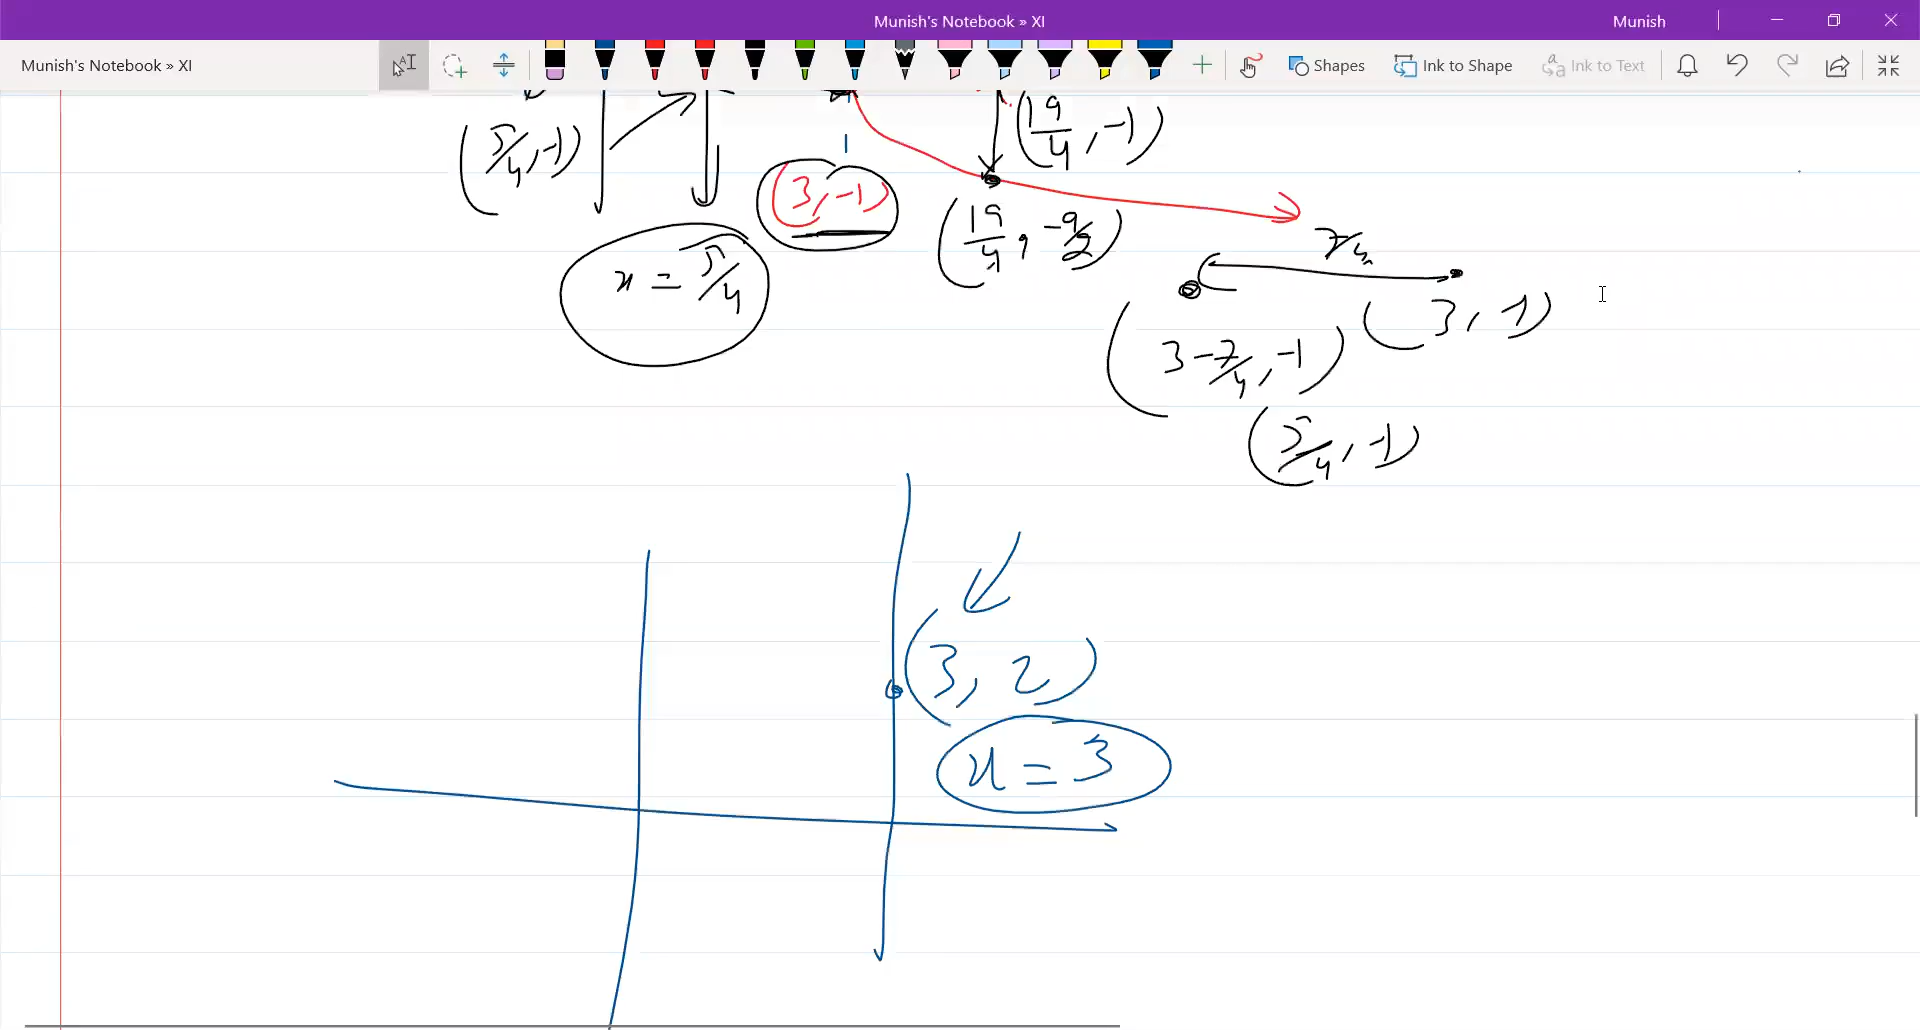 Munish's Notebook » XI
Munish
Munish's Notebook » XI
Shapes
Ink to Shape
Ink to Text
(5/4, -1)
(19/4, -1)
(3, -1)
(19/4, -9/2)
x = 5/4
7/4
(3 - 7/4, -1)
(3, -1)
(5/4, -1)
(3, 2)
x = 3